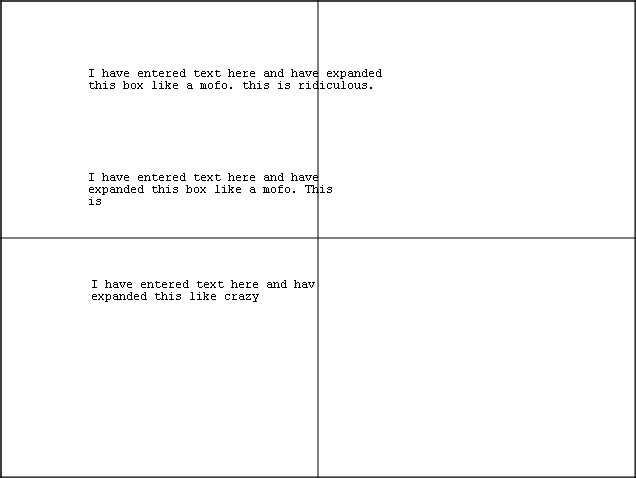 I have entered text here and have expanded
this box like a mofo. this is ridiculous.
I have entered text here and have
expanded this box like a mofo. This
is
I have entered text here and hav
expanded this like crazy